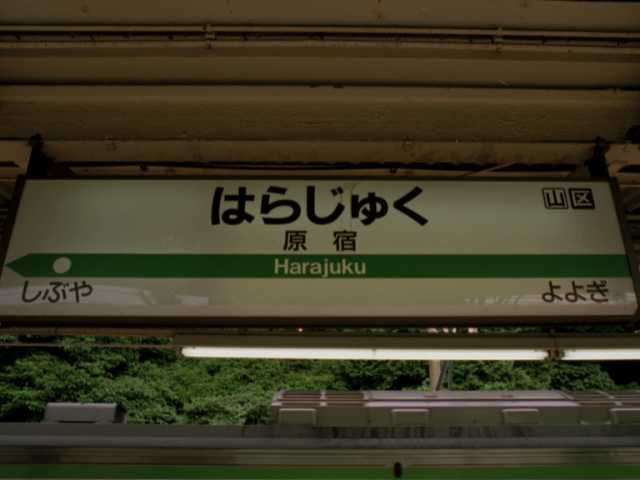 はらじゅく
山区
原宿
Harajuku
しぶや
よよぎ